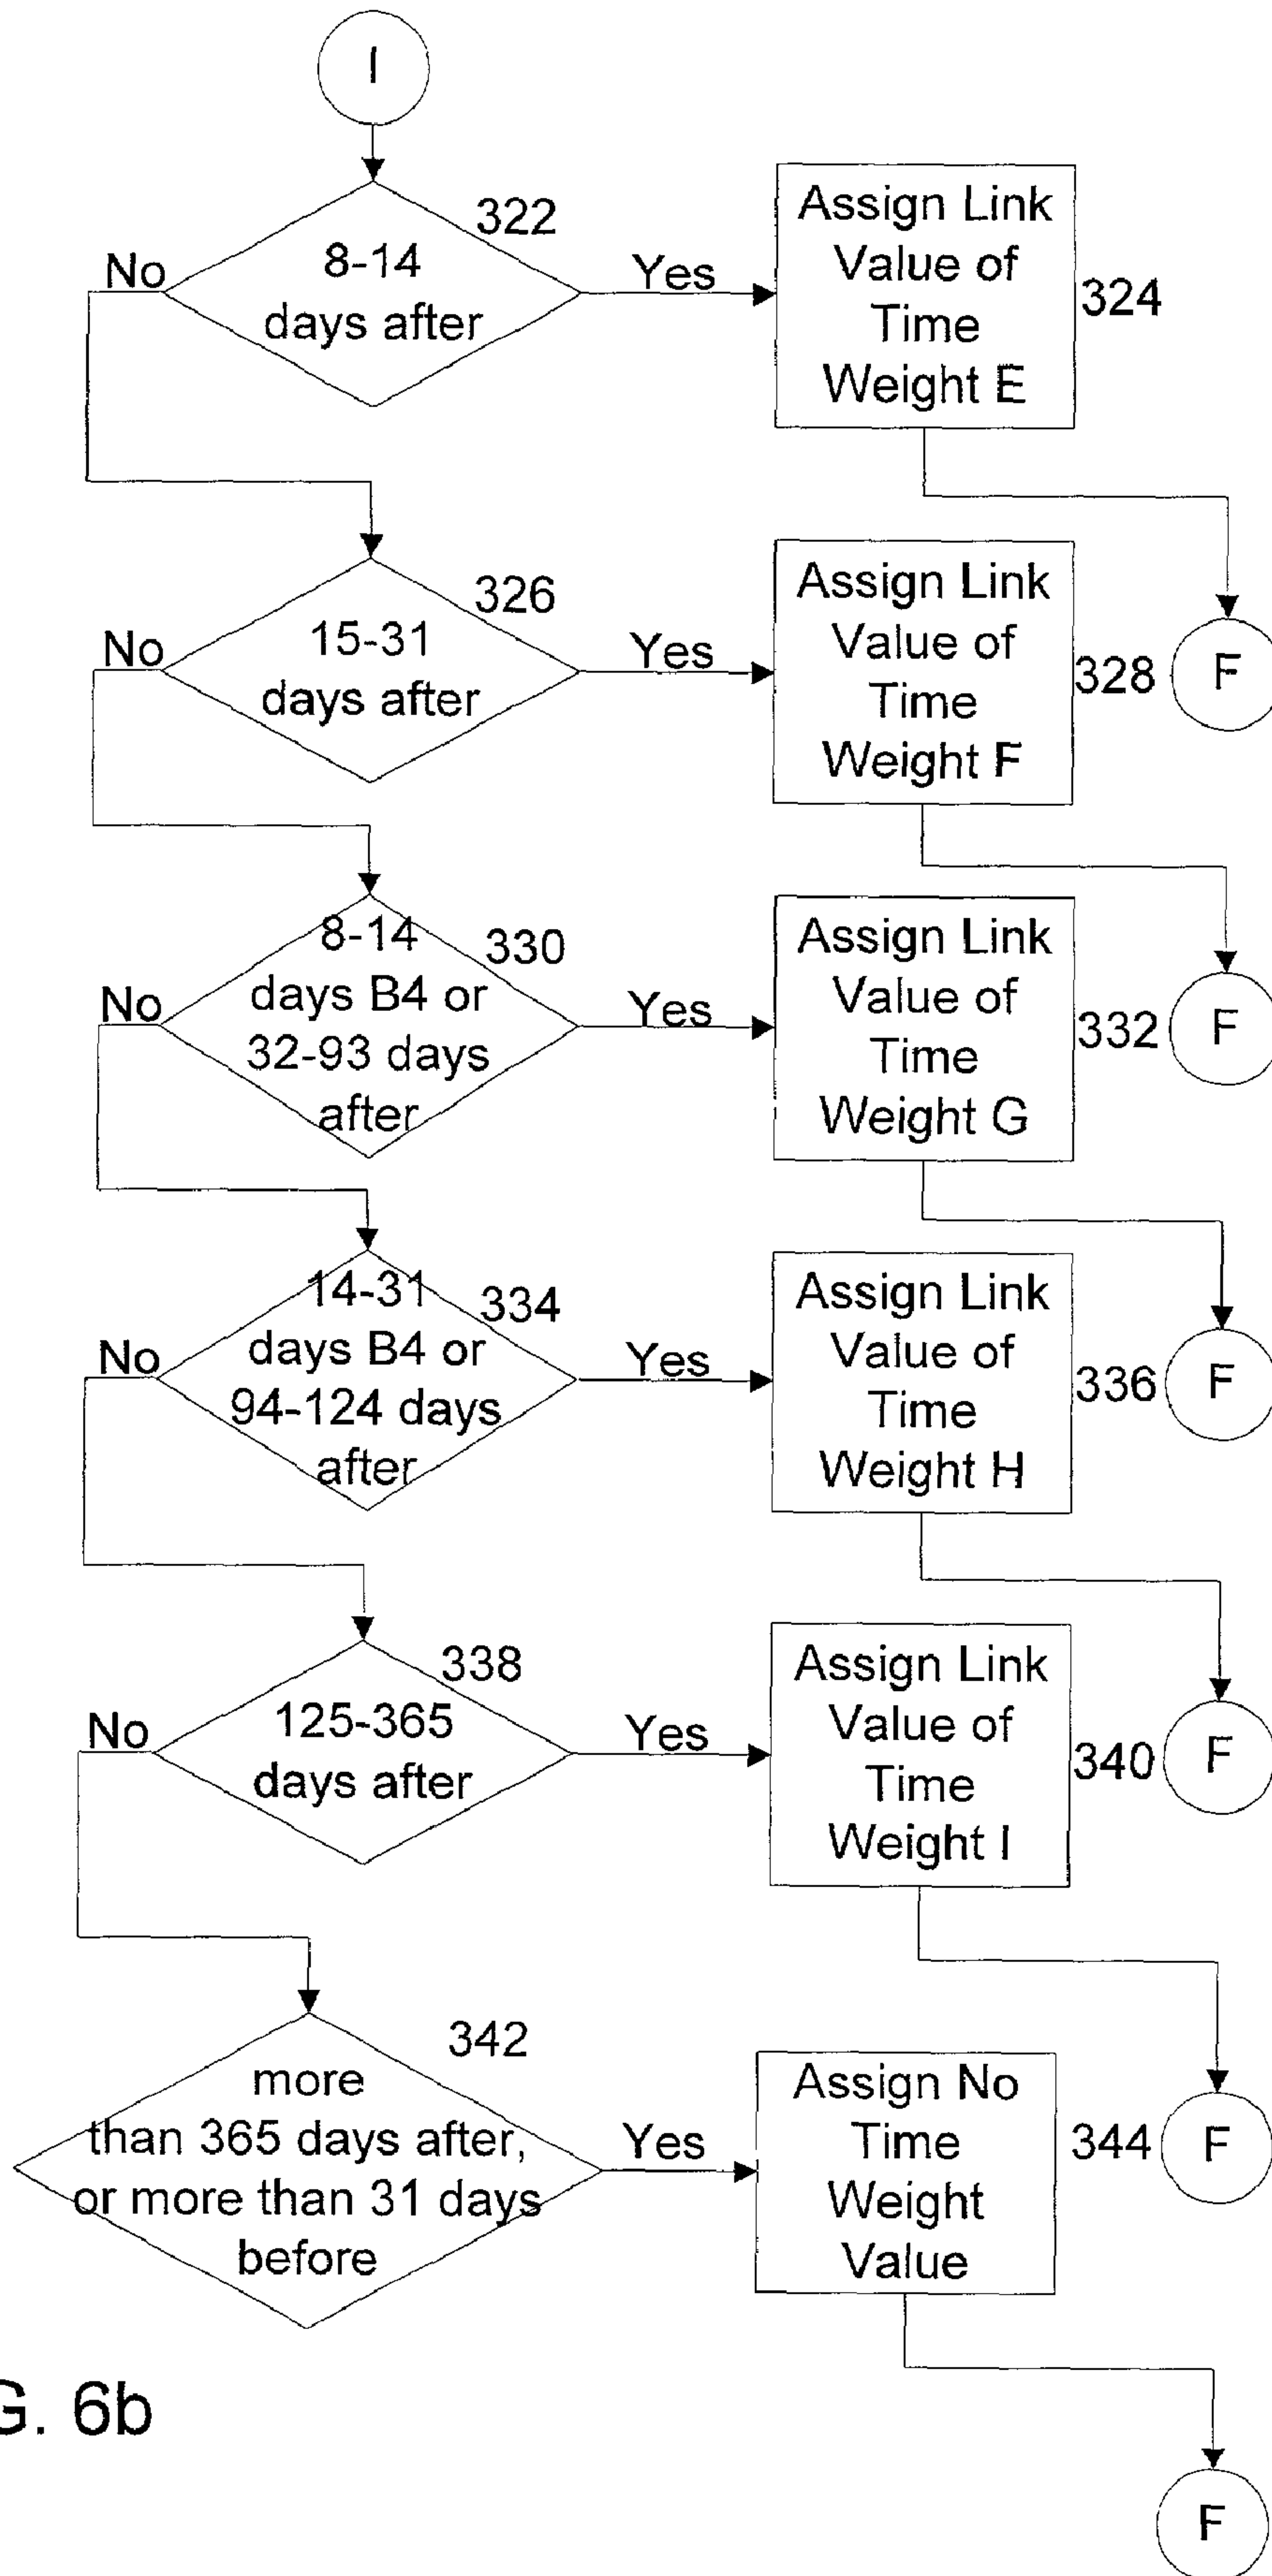 I
322
8-14
days after
No
Yes
Assign Link
Value of
Time
Weight E
324
326
15-31
days after
No
Yes
Assign Link
Value of
Time
Weight F
328
F
330
8-14
days B4 or
32-93 days
after
No
Yes
Assign Link
Value of
Time
Weight G
332
F
334
14-31
days B4 or
94-124 days
after
No
Yes
Assign Link
Value of
Time
Weight H
336
F
338
125-365
days after
No
Yes
Assign Link
Value of
Time
Weight I
340
F
342
more
than 365 days after,
or more than 31 days
before
Yes
Assign No
Time
Weight
Value
344
F
G. 6b
F